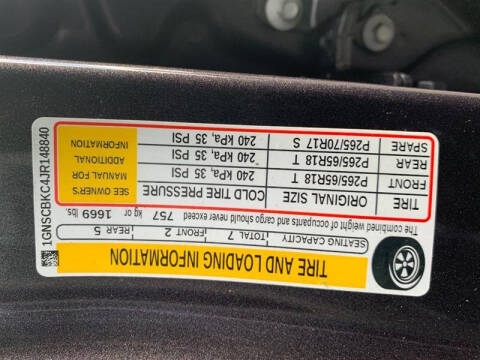 TIRE AND LOADING INFORMATION
SEATING CAPACITY TOTAL 7 FRONT 2 REAR 5
The combined weight of occupants and cargo should never exceed 757 kg or 1669 lbs.
TIRE ORIGINAL SIZE COLD TIRE PRESSURE
FRONT P265/65R18 T 240 kPa, 35 PSI
REAR P265/65R18 T 240 kPa, 35 PSI
SPARE P265/70R17 S 240 kPa, 35 PSI
SEE OWNER'S
MANUAL FOR
ADDITIONAL
INFORMATION
1GNSCBKC4JR148840